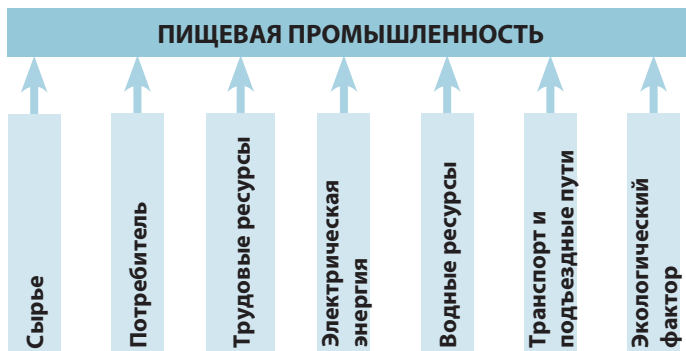 ПИЩЕВАЯ ПРОМЫШЛЕННОСТЬ
Сырье
Потребитель
Трудовые ресурсы
Электрическая
энергия
Водные ресурсы
Транспорт и
подъездные пути
Экологический
фактор